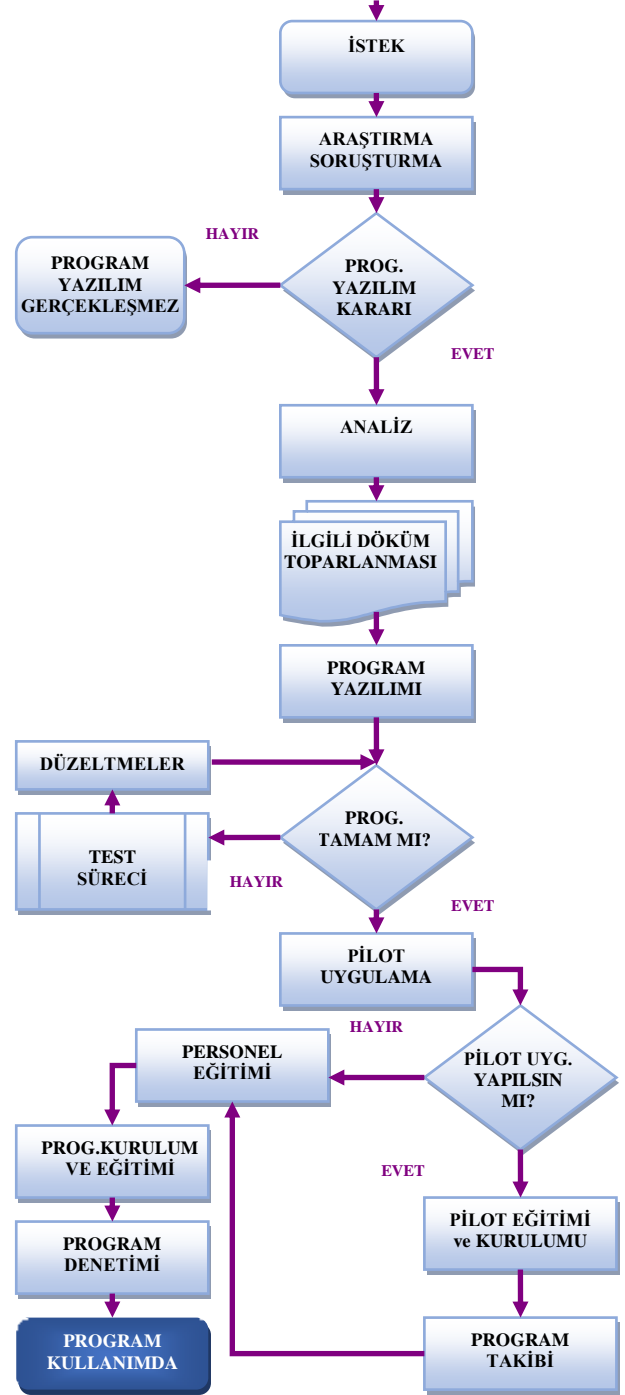 İSTEK
ARAŞTIRMA
SORUŞTURMA
HAYIR
PROGRAM
YAZILIM
GERÇEKLEŞMEZ
PROG.
YAZILIM
KARARI
EVET
ANALİZ
İLGİLİ DÖKÜM
TOPARLANMASI
PROGRAM
YAZILIMI
DÜZELTMELER
PROG.
TAMAM MI?
TEST
SÜRECİ
HAYIR
EVET
PİLOT
UYGULAMA
HAYIR
PERSONEL
EĞİTİMİ
PİLOT UYG.
YAPILSIN
MI?
PROG.KURULUM
VE EĞİTİMİ
EVET
PİLOT EĞİTİMİ
ve KURULUMU
PROGRAM
DENETİMİ
PROGRAM
KULLANIMDA
PROGRAM
TAKİBİ